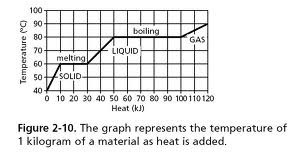 100
90
80
70
60
50
40
Temperature (°C)
boiling
GAS
LIQUID
melting
SOLID
0 10 20 30 40 50 60 70 80 90 100 110 120
Heat (kJ)
Figure 2-10. The graph represents the temperature of
1 kilogram of a material as heat is added.